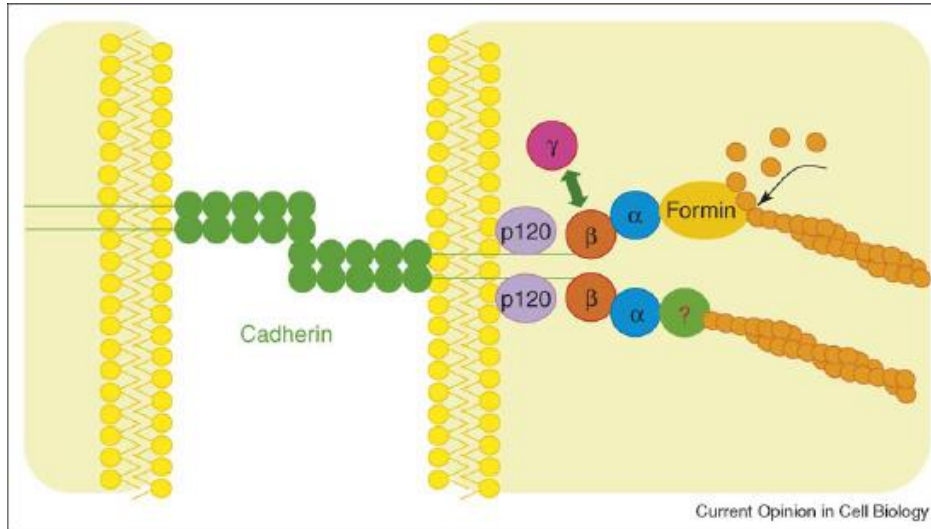 γ
α
Formin
p120
β
β
p120
α
?
Cadherin
Current Opinion in Cell Biology